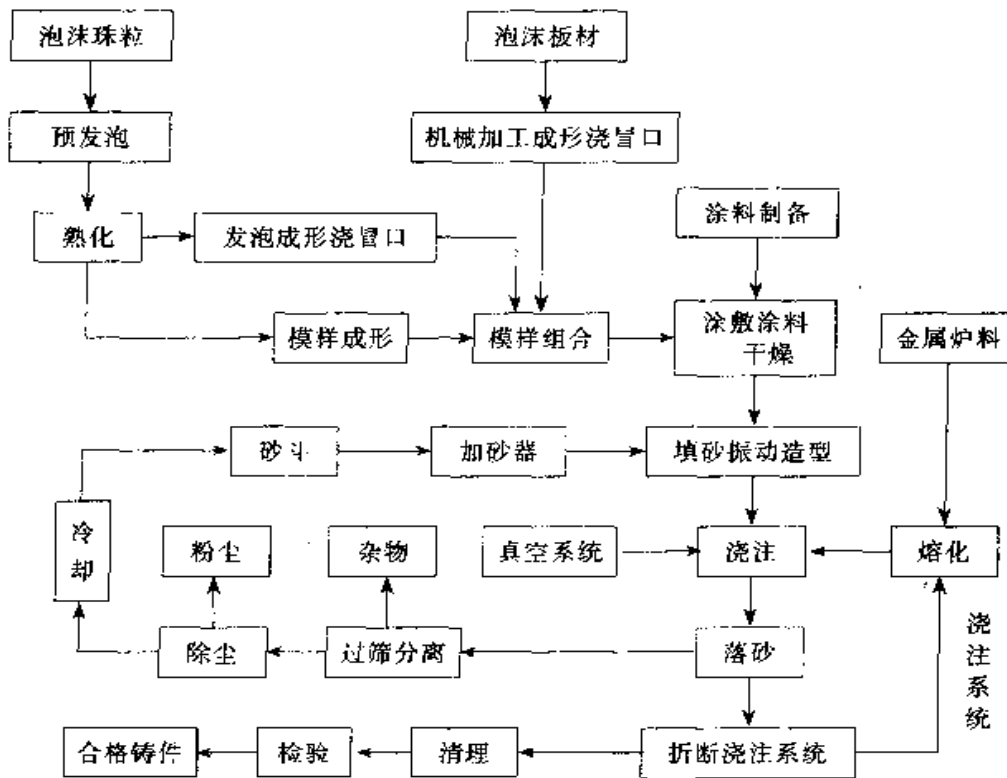 泡沫珠粒
泡沫板材
预发泡
机械加工成形浇冒口
熟化
发泡成形浇冒口
涂料制备
模样成形
模样组合
涂敷涂料
干燥
金属炉料
砂斗
加砂器
填砂振动造型
冷
却
粉尘
杂物
真空系统
浇注
熔化
除尘
过筛分离
落砂
浇
注
系
统
合格铸件
检验
清理
折断浇注系统